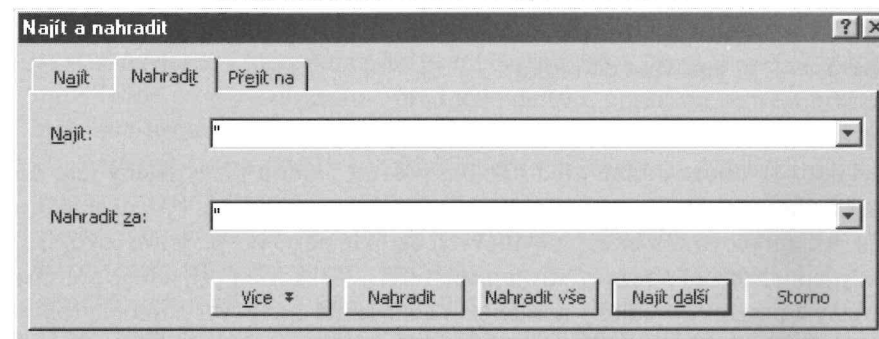 Najít a nahradit
Najít Nahradit Přejít na
Najít: "
Nahradit za: "
Více Nahradit Nahradit vše Najít další Storno